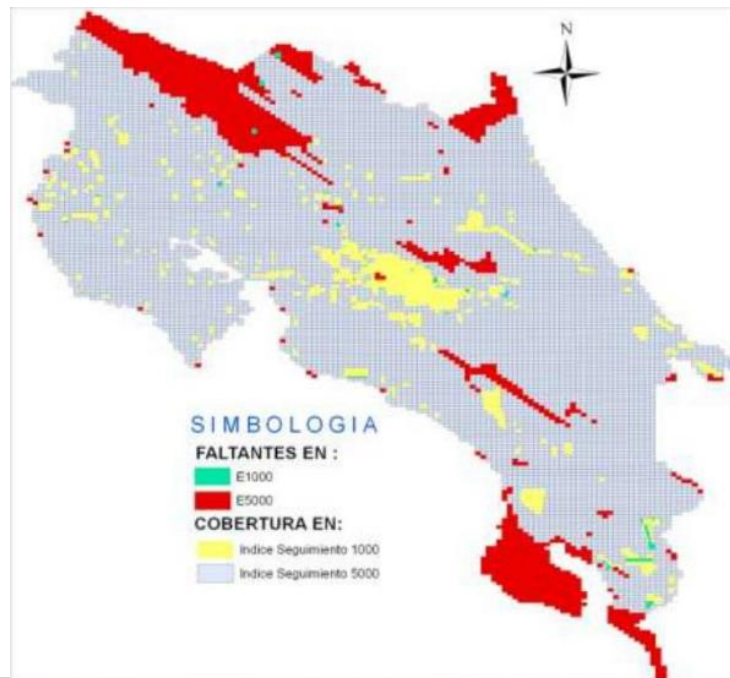 N
SIMBOLOGIA
FALTANTES EN :
E1000
E5000
COBERTURA EN:
Indice Seguimiento 1000
Indice Seguimiento 5000